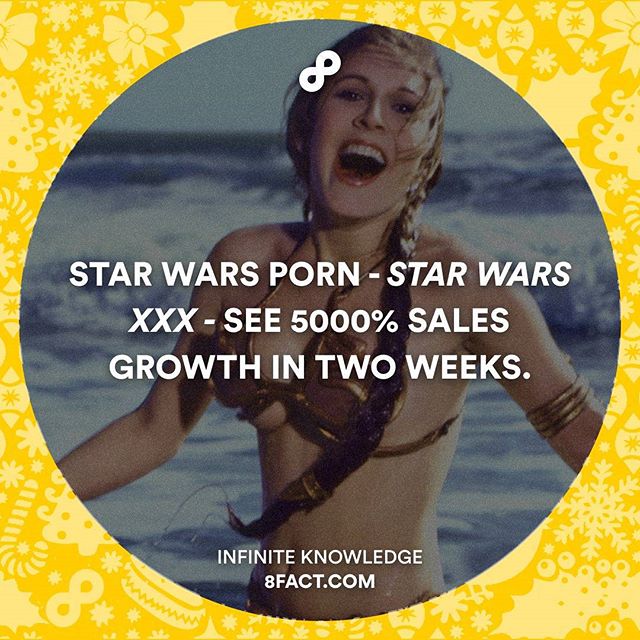 STAR WARS PORN - STAR WARS
XXX - SEE 5000% SALES
GROWTH IN TWO WEEKS.
INFINITE KNOWLEDGE
8FACT.COM